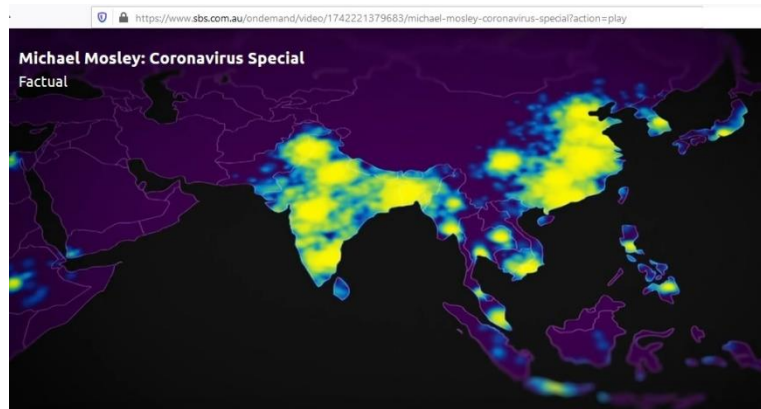 https://www.sbs.com.au/ondemand/video/1742221379683/michael-mosley-coronavirus-special?action=play
Michael Mosley: Coronavirus Special
Factual